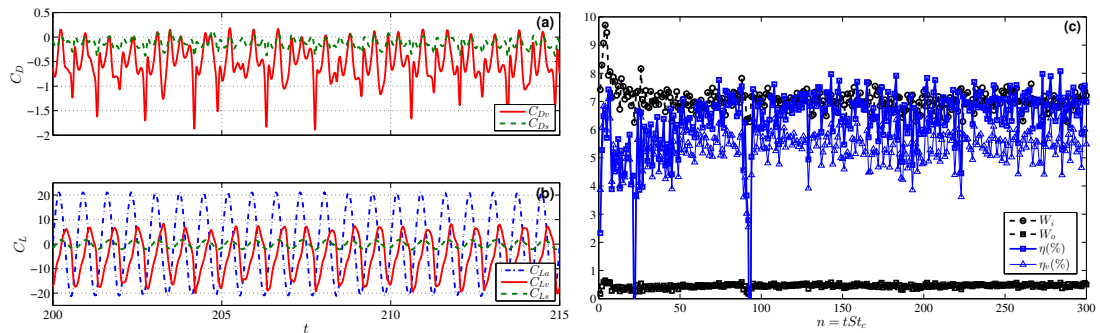 (a)
0.5
0
−0.5
−1
−1.5
−2
C_D
C_{Dv}
C_{Ds}
(b)
20
10
0
−10
−20
C_L
C_{La}
C_{Lv}
C_{Ls}
200
205
210
215
t
(c)
10
9
8
7
6
5
4
3
2
1
0
W_i
W_o
η(%)
η_v(%)
0
50
100
150
200
250
300
n = tSt_c